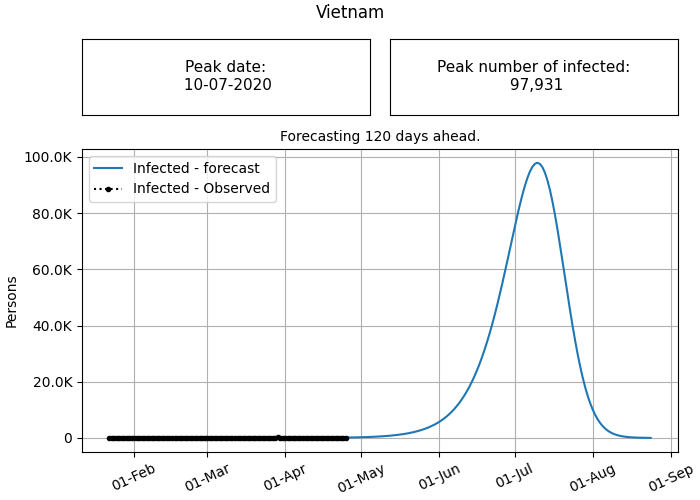 Vietnam
Peak date:
10-07-2020
Peak number of infected:
97,931
Forecasting 120 days ahead.
Infected - forecast
Infected - Observed
100.0K
80.0K
60.0K
40.0K
20.0K
0
Persons
01-Feb
01-Mar
01-Apr
01-May
01-Jun
01-Jul
01-Aug
01-Sep